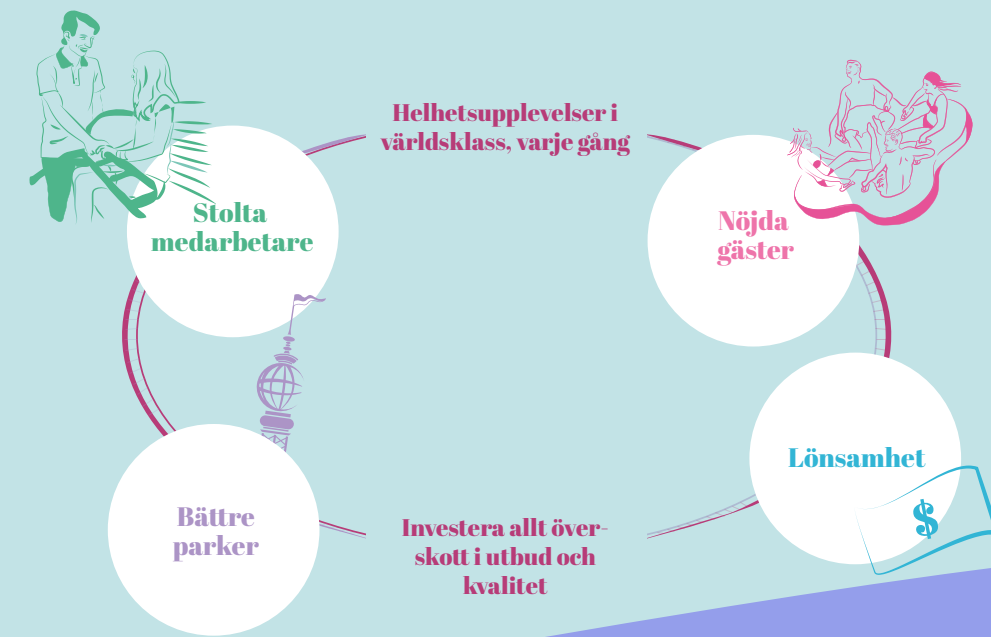 Helhetsupplevelser i
världsklass, varje gång
Stolta
medarbetare
Nöjda
gäster
Lönsamhet
$
Investera allt över-
skott i utbud och
kvalitet
Bättre
parker